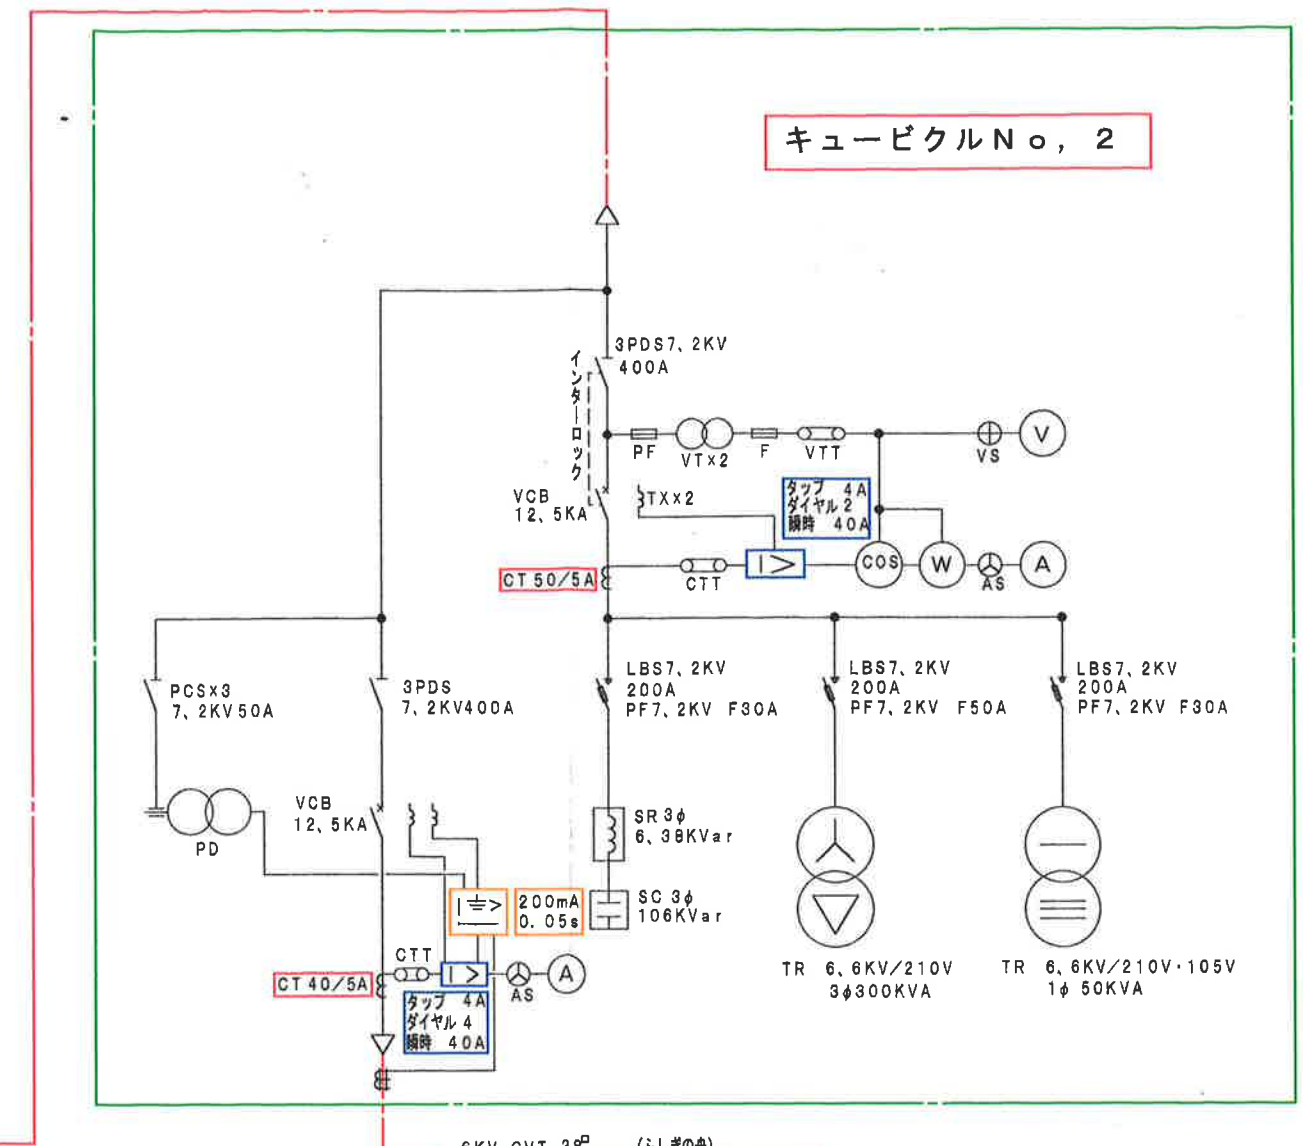 キュービクルNo, 2
3PDS7, 2KV
400A
インターロック
PF
VT×2
F
VTT
VS
V
VCB
12, 5KA
TX×2
タップ 4A
ダイヤル 2
瞬時 40A
CT 50/5A
CTT
I >
COS
W
AS
A
PCS×3
7, 2KV 50A
3PDS
7, 2KV400A
LBS7, 2KV
200A
PF7, 2KV F30A
LBS7, 2KV
200A
PF7, 2KV F50A
LBS7, 2KV
200A
PF7, 2KV F30A
PD
VCB
12, 5KA
SR 3φ
6, 38KVar
SC 3φ
106KVar
I >
200mA
0. 05s
CT 40/5A
CTT
I >
AS
A
タップ 4A
ダイヤル 4
瞬時 40A
TR 6, 6KV/210V
3φ300KVA
TR 6, 6KV/210V・105V
1φ 50KVA
6KV CVT 38□